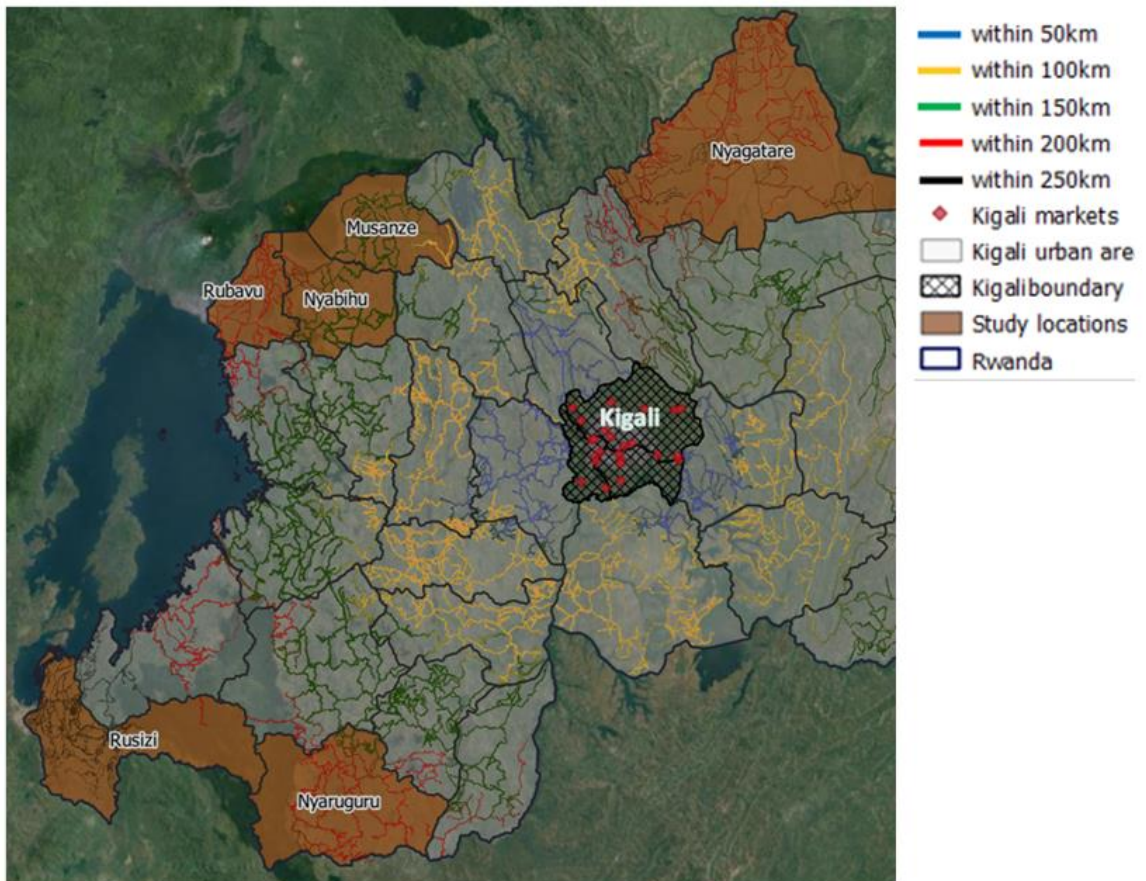 Nyagatare
Musanze
Rubavu
Nyabihu
Kigali
Rusizi
Nyaruguru
within 50km
within 100km
within 150km
within 200km
within 250km
Kigali markets
Kigali urban are
Kigaliboundary
Study locations
Rwanda